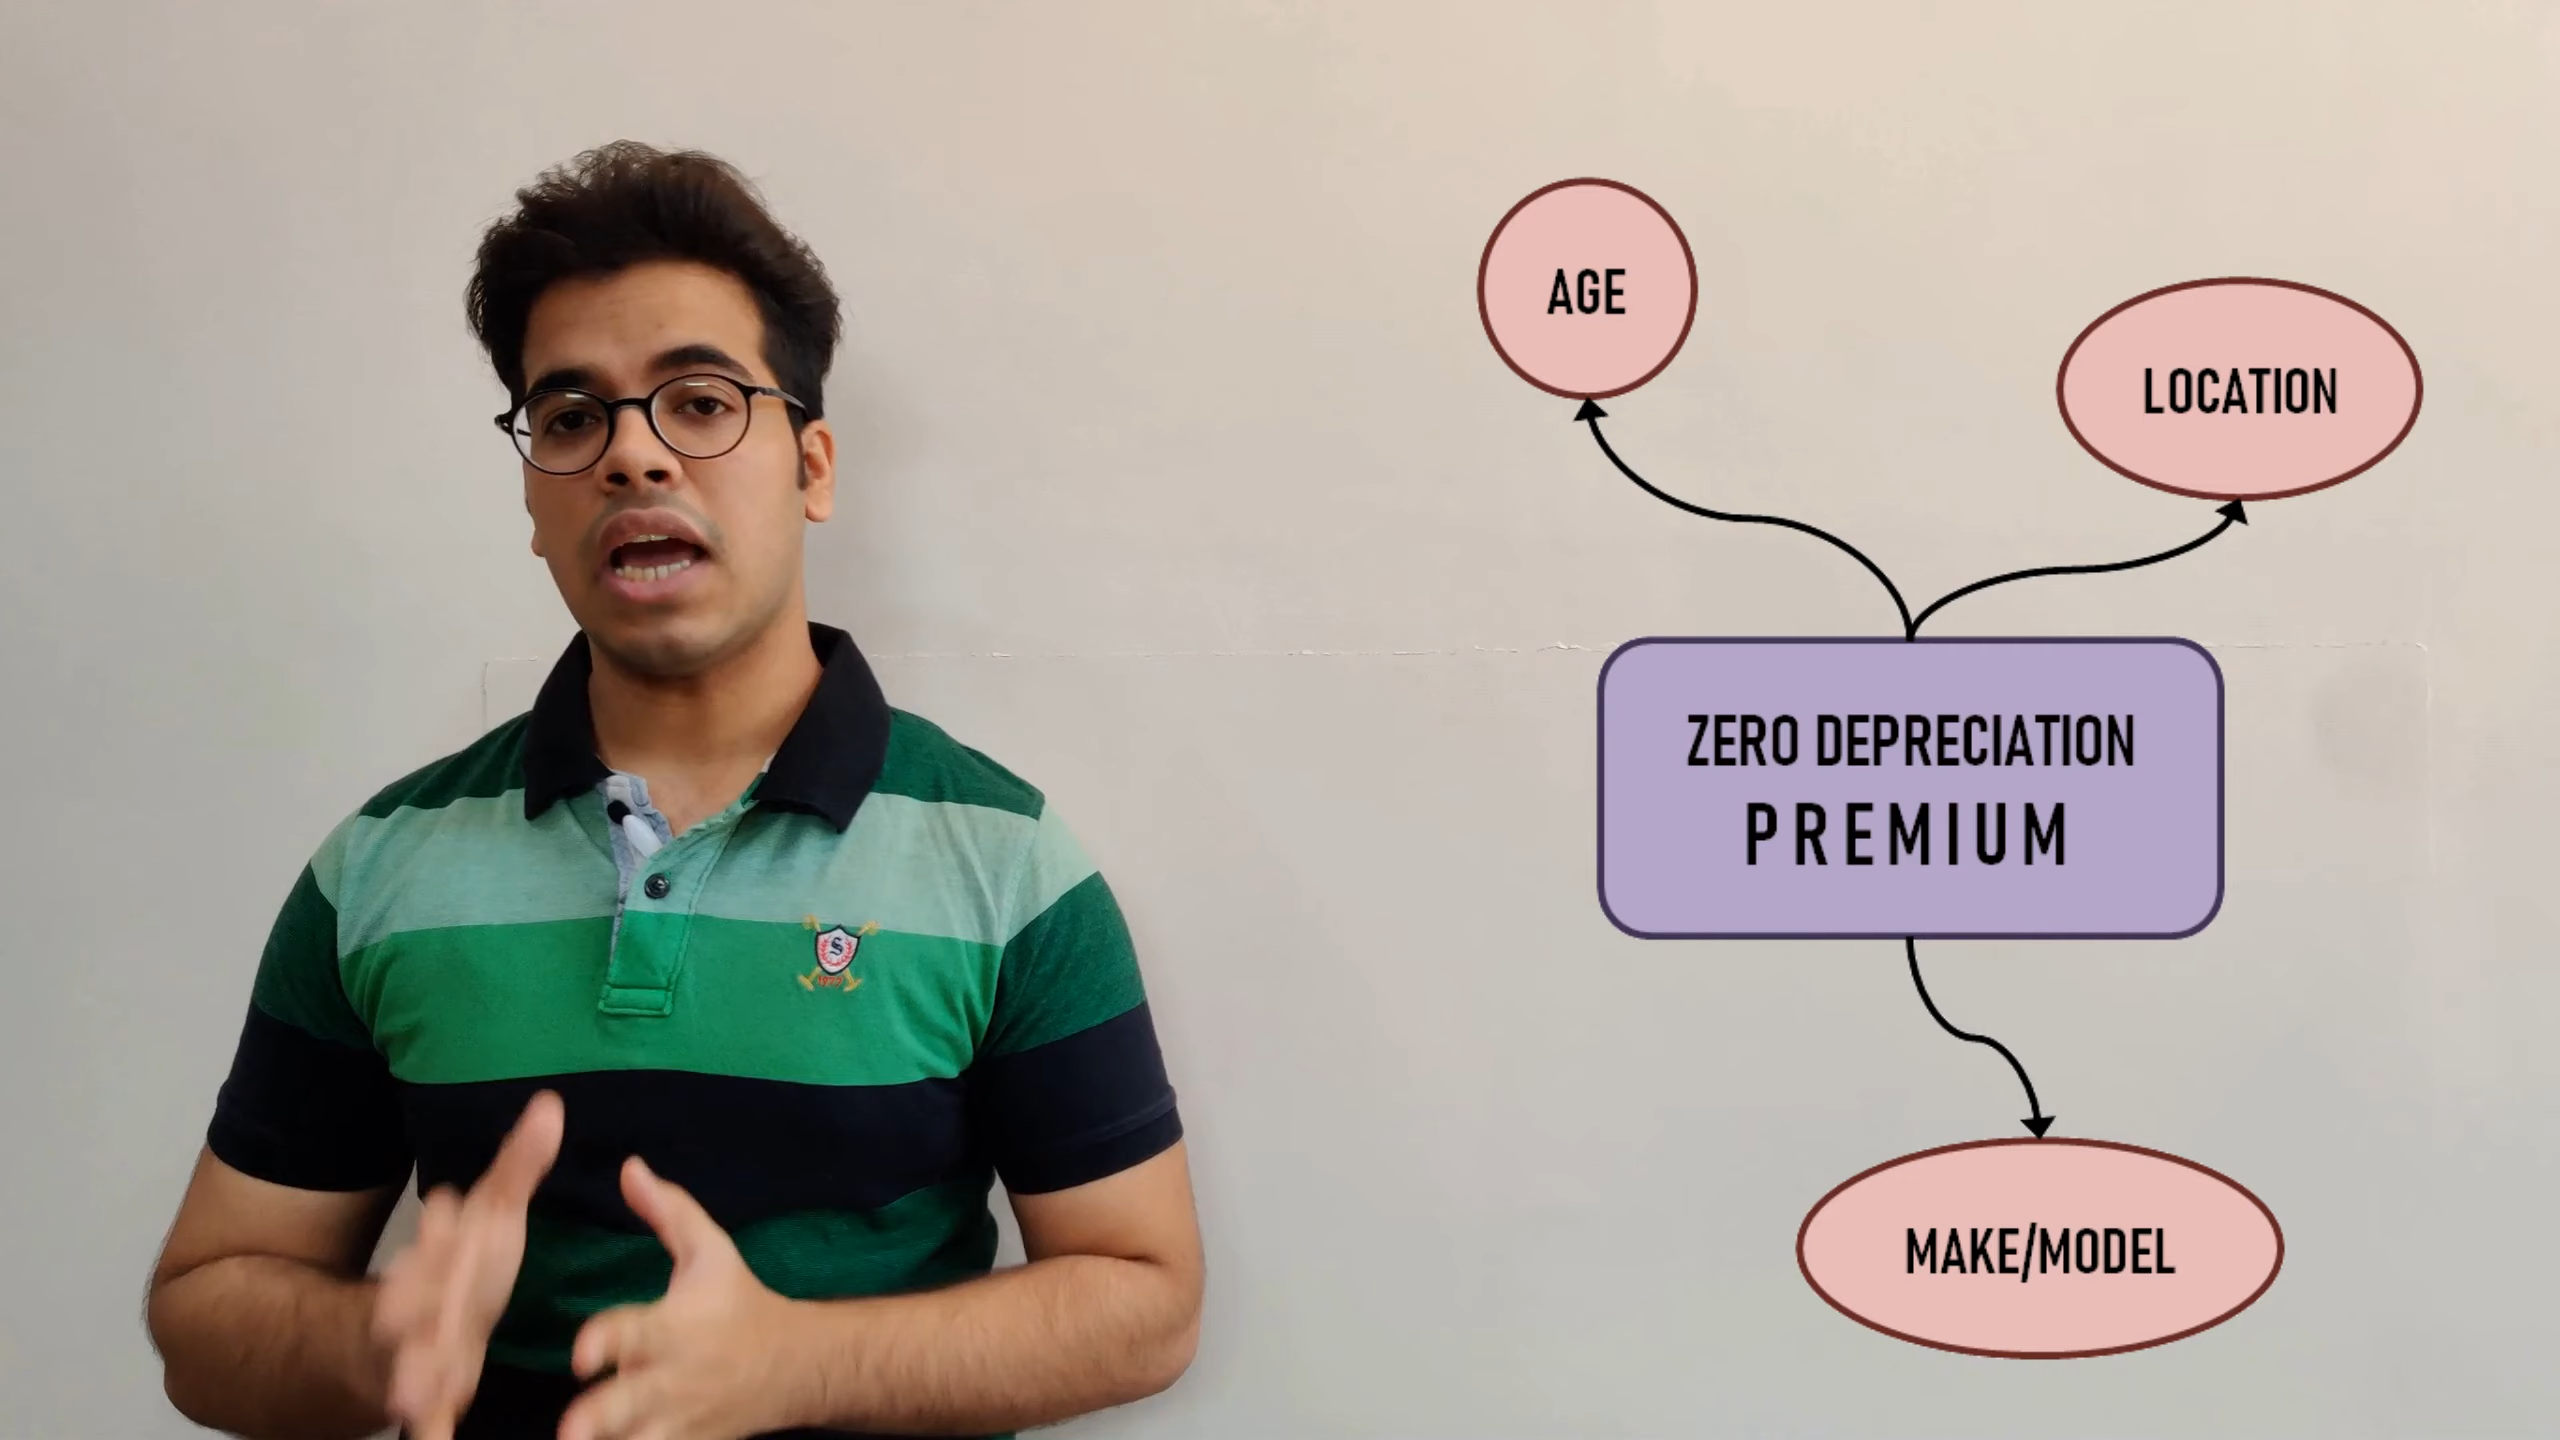 AGE
LOCATION
ZERO DEPRECIATION
PREMIUM
MAKE/MODEL
S